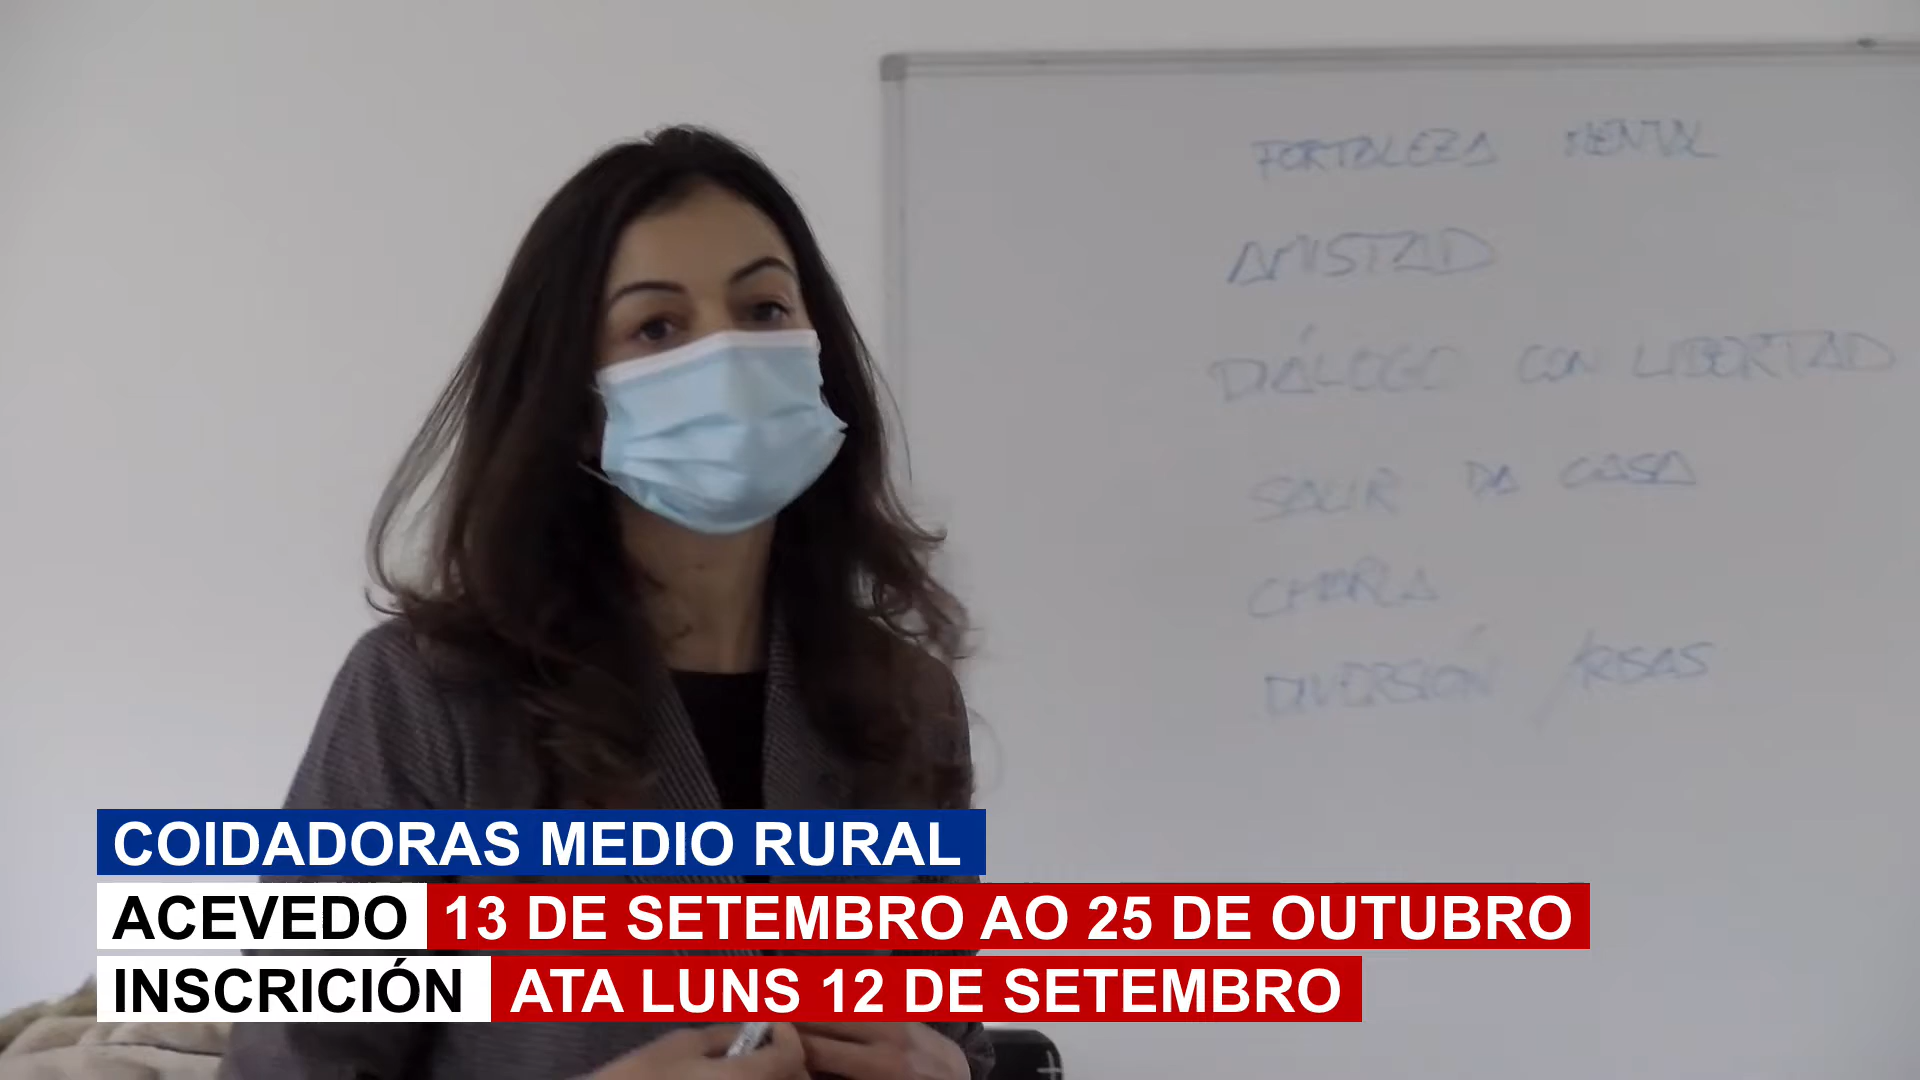 FORTALEZA MENTAL
AMISTAD
DIÁLOGO CON LIBERTAD
SALIR DA CASA
CHARLA
DIVERSIÓN / RISAS
COIDADORAS MEDIO RURAL
ACEVEDO 13 DE SETEMBRO AO 25 DE OUTUBRO
INSCRICIÓN ATA LUNS 12 DE SETEMBRO